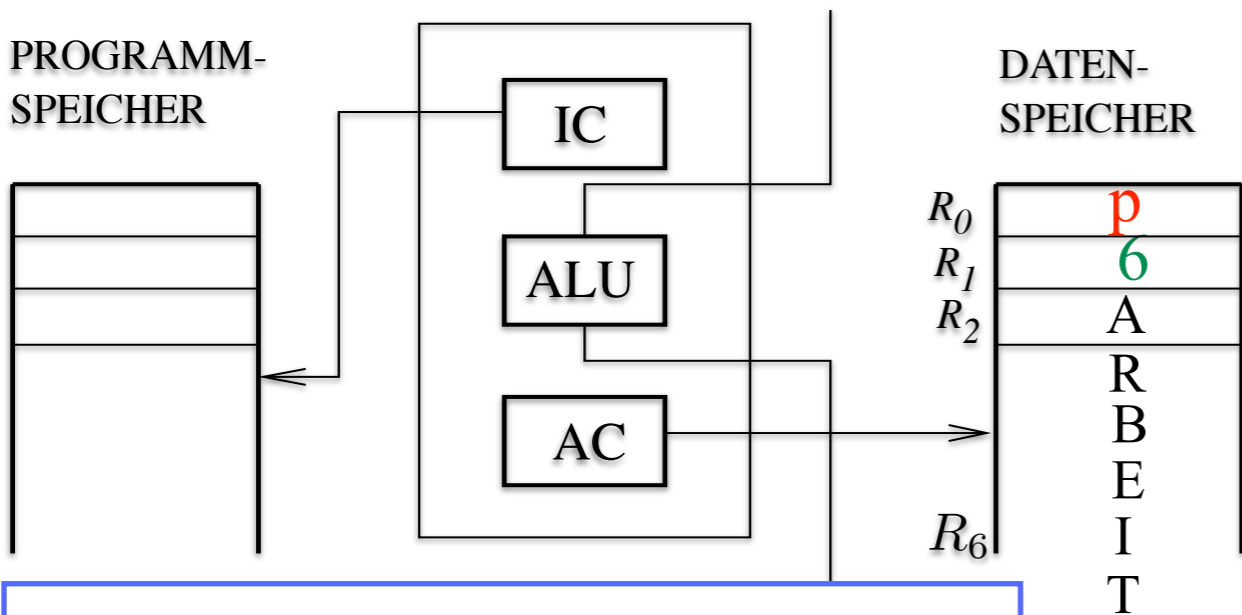 PROGRAMM-
SPEICHER
IC
ALU
AC
DATEN-
SPEICHER
R0 p
R1 6
R2 A
R
B
E
R6 I
T